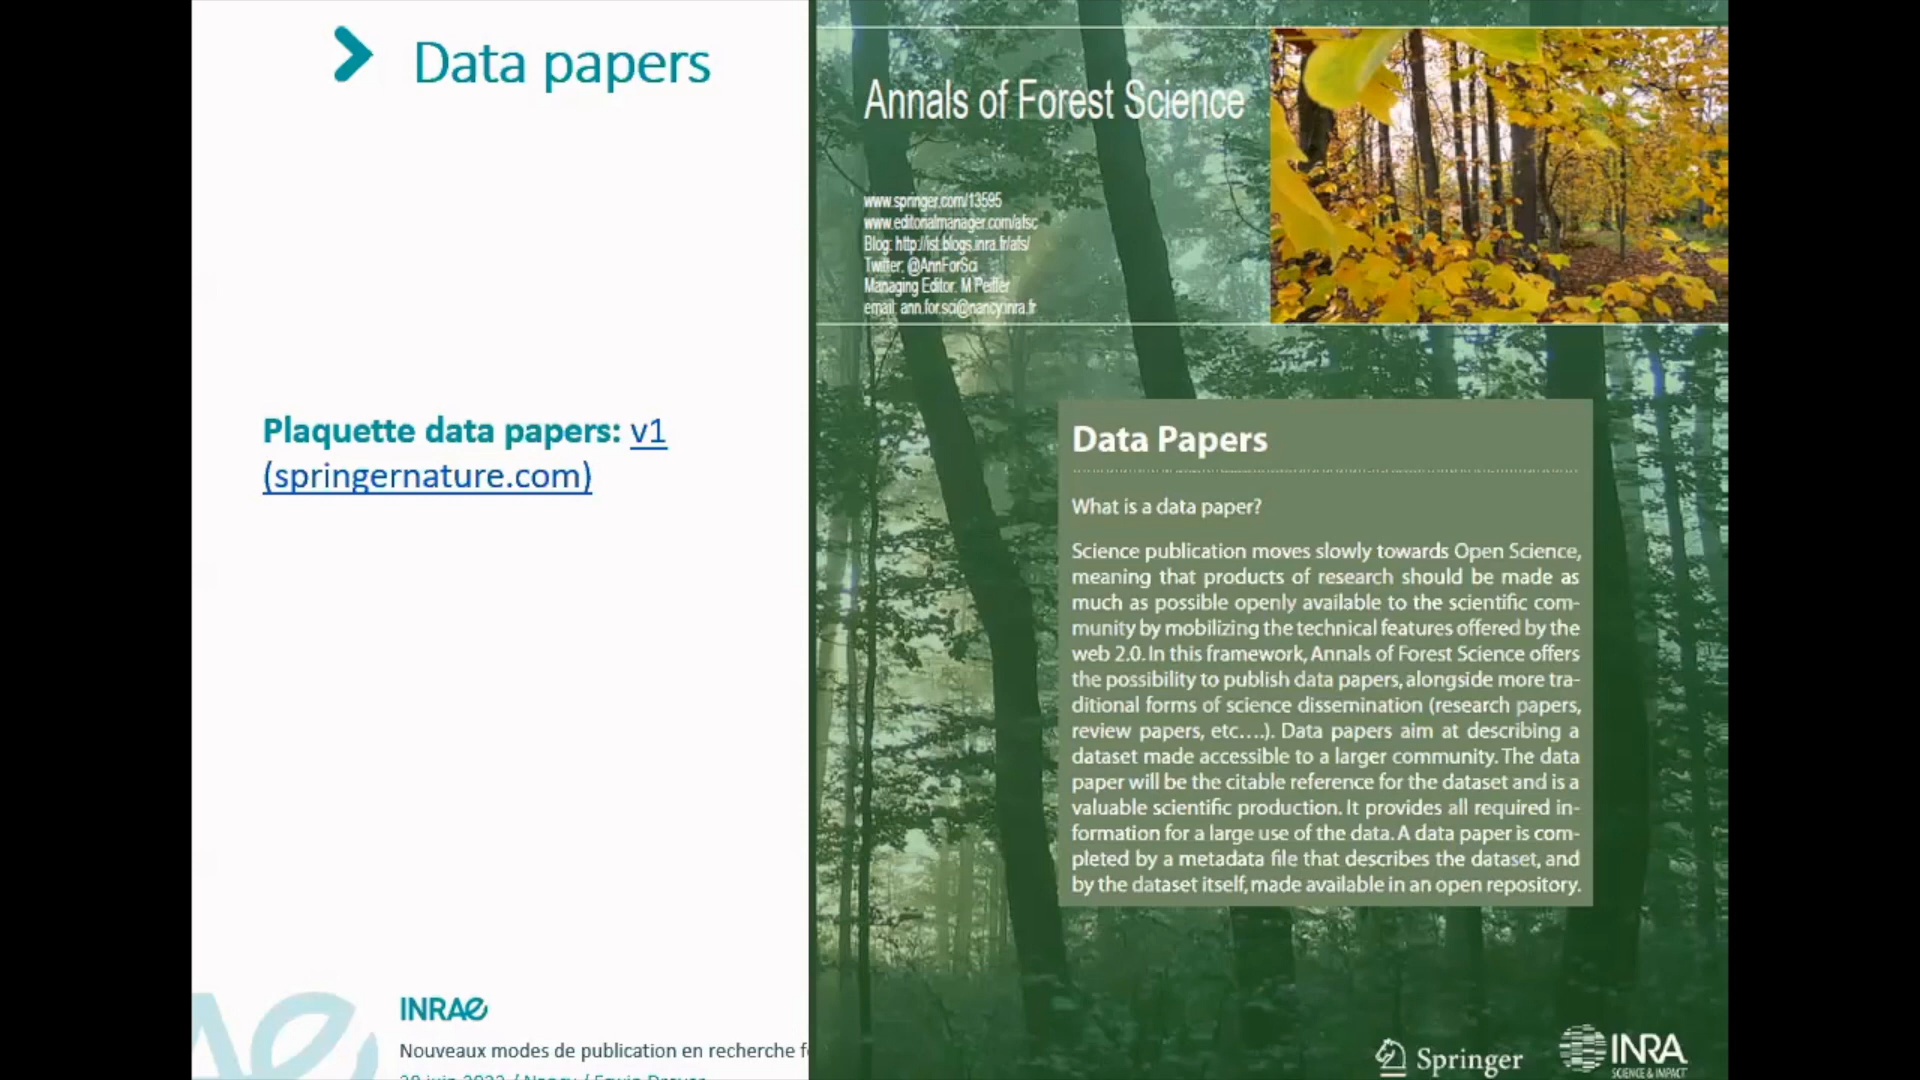 Data papers
Plaquette data papers: v1
(springernature.com)
INRAE
Nouveaux modes de publication en recherche f
Annals of Forest Science
www.springer.com/13595
www.editorialmanager.com/afsc
Blog: http://ist.blogs.inra.fr/afs/
Twitter: @AnnForSci
Managing Editor: M Peiffer
email: ann.for.sci@nancy.inra.fr
Data Papers
What is a data paper?
Science publication moves slowly towards Open Science,
meaning that products of research should be made as
much as possible openly available to the scientific com-
munity by mobilizing the technical features offered by the
web 2.0. In this framework, Annals of Forest Science offers
the possibility to publish data papers, alongside more tra-
ditional forms of science dissemination (research papers,
review papers, etc….). Data papers aim at describing a
dataset made accessible to a larger community. The data
paper will be the citable reference for the dataset and is a
valuable scientific production. It provides all required in-
formation for a large use of the data. A data paper is com-
pleted by a metadata file that describes the dataset, and
by the dataset itself, made available in an open repository.
Springer
INRA
SCIENCE & IMPACT